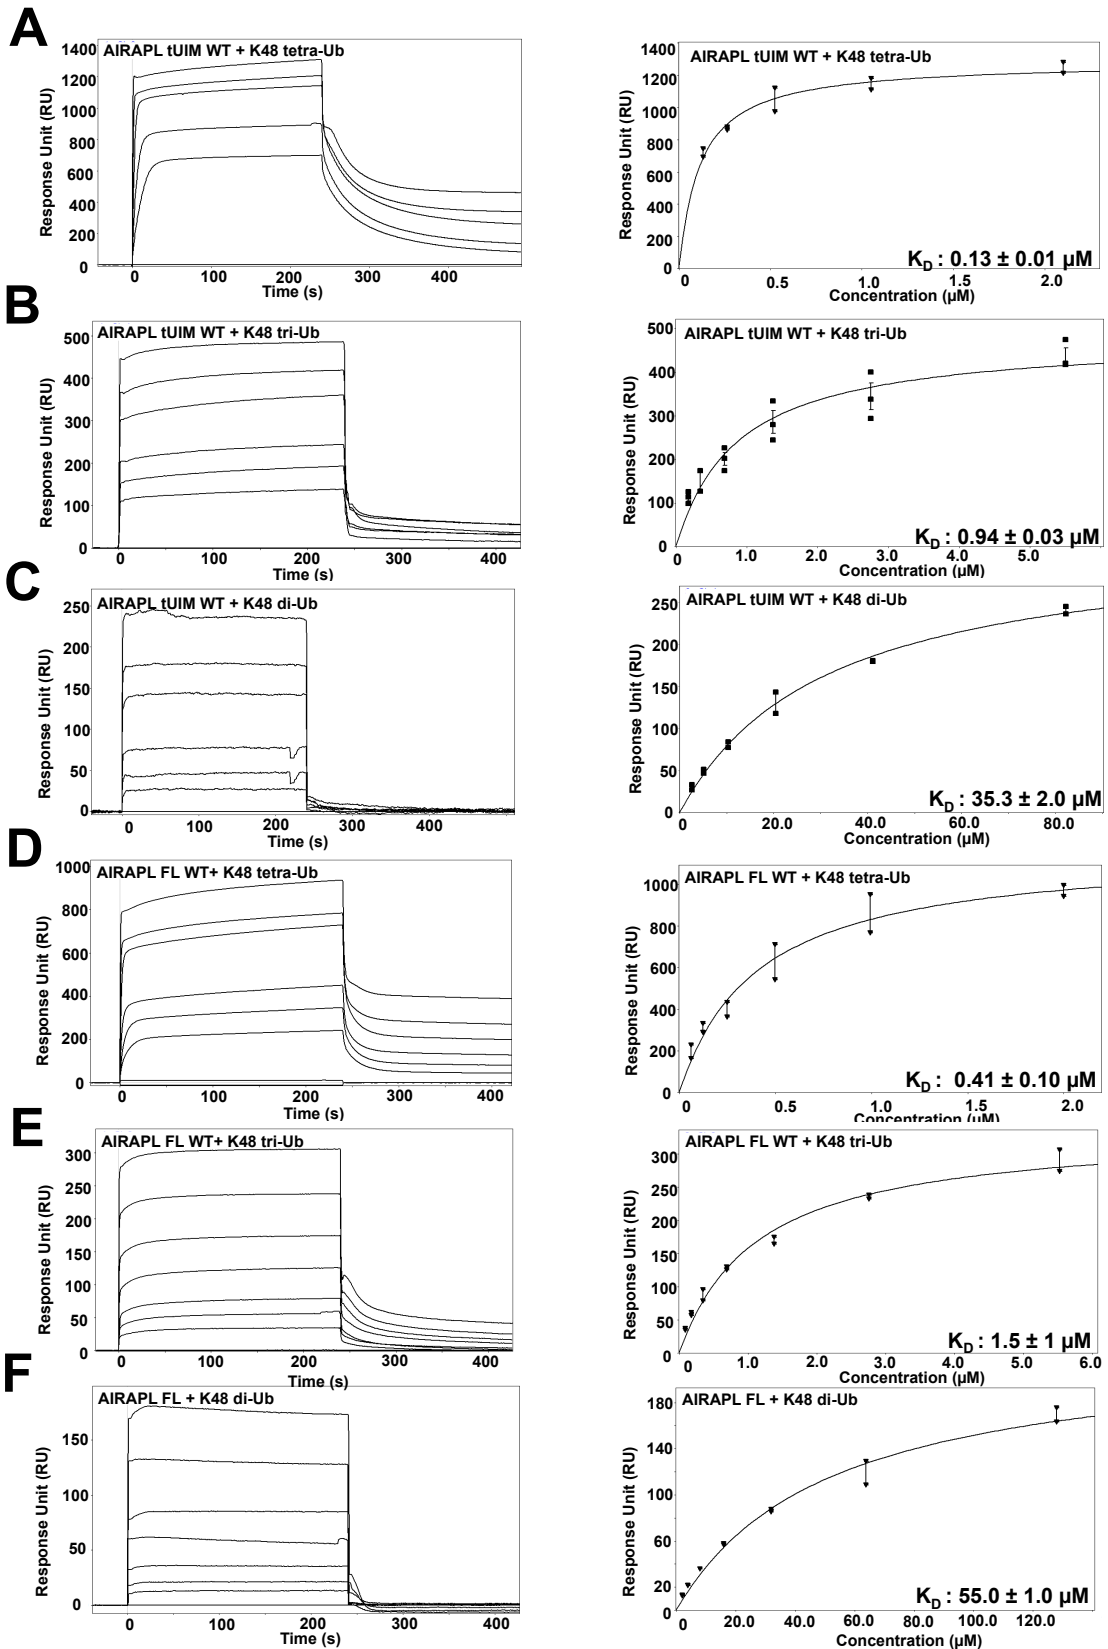 A
AIRAPL tUIM WT + K48 tetra-Ub
Response Unit (RU)
1400
1200
1000
800
600
400
200
0
0 100 200 300 400
Time (s)
AIRAPL tUIM WT + K48 tetra-Ub
Response Unit (RU)
1400
1200
1000
800
600
400
200
0
KD : 0.13 ± 0.01 µM
0 0.5 1.0 1.5 2.0
Concentration (µM)
B
AIRAPL tUIM WT + K48 tri-Ub
Response Unit (RU)
500
400
300
200
100
0
0 100 200 300 400
Time (s)
AIRAPL tUIM WT + K48 tri-Ub
Response Unit (RU)
500
400
300
200
100
0
KD : 0.94 ± 0.03 µM
0 1.0 2.0 3.0 4.0 5.0
Concentration (µM)
C
AIRAPL tUIM WT + K48 di-Ub
Response Unit (RU)
250
200
150
100
50
0
0 100 200 300 400
Time (s)
AIRAPL tUIM WT + K48 di-Ub
Response Unit (RU)
250
200
150
100
50
0
KD : 35.3 ± 2.0 µM
0 20.0 40.0 60.0 80.0
Concentration (µM)
D
AIRAPL FL WT+ K48 tetra-Ub
Response Unit (RU)
1000
800
600
400
200
0
0 100 200 300 400
Time (s)
AIRAPL FL WT + K48 tetra-Ub
Response Unit (RU)
1000
800
600
400
200
0
KD : 0.41 ± 0.10 µM
0 0.5 1.0 1.5 2.0
Concentration (µM)
E
AIRAPL FL WT+ K48 tri-Ub
Response Unit (RU)
300
250
200
150
100
50
0
0 100 200 300 400
Time (s)
AIRAPL FL WT + K48 tri-Ub
Response Unit (RU)
300
250
200
150
100
50
0
KD : 1.5 ± 1 µM
0 1.0 2.0 3.0 4.0 5.0 6.0
Concentration (µM)
F
AIRAPL FL + K48 di-Ub
Response Unit (RU)
150
100
50
0
0 100 200 300 400
Time (s)
AIRAPL FL + K48 di-Ub
Response Unit (RU)
180
140
100
60
20
0
KD : 55.0 ± 1.0 µM
20.0 40.0 60.0 80.0 100.0 120.0
Concentration (µM)